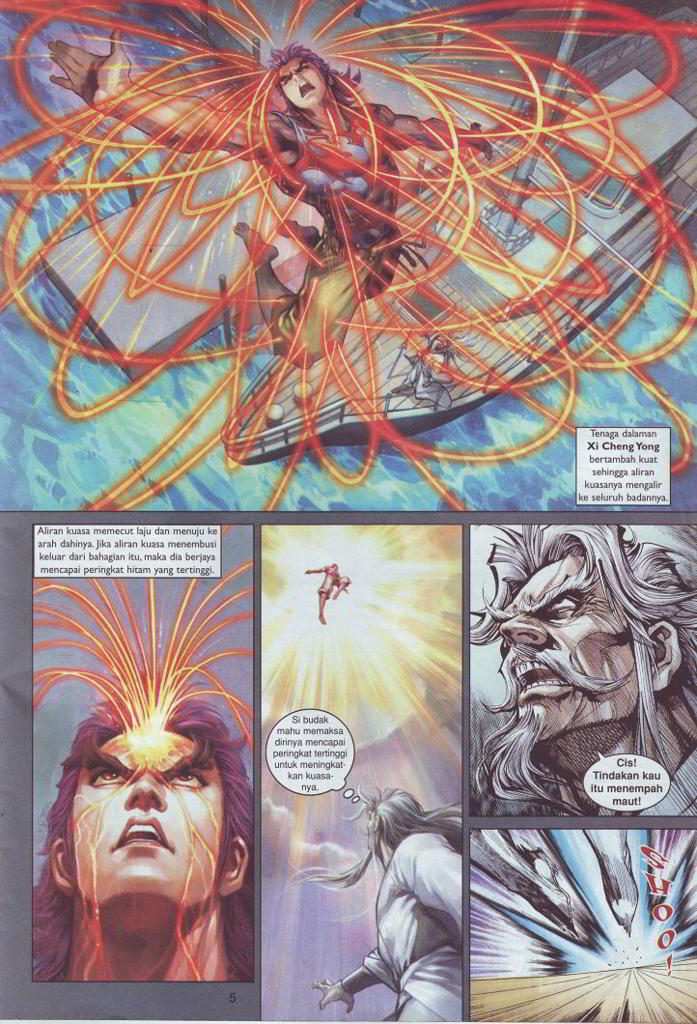 Tenaga dalaman
Xi Cheng Yong
bertambah kuat
sehingga aliran
kuasanya mengalir
ke seluruh badannya.
Aliran kuasa memecut laju dan menuju ke
arah dahinya. Jika aliran kuasa menembusi
keluar dari bahagian itu, maka dia berjaya
mencapai peringkat hitam yang tertinggi.
Si budak
mahu memaksa
dirinya mencapai
peringkat tertinggi
untuk meningkat-
kan kuasa-
nya.
Cis!
Tindakan kau
itu menempah
maut!
SHOO!
5